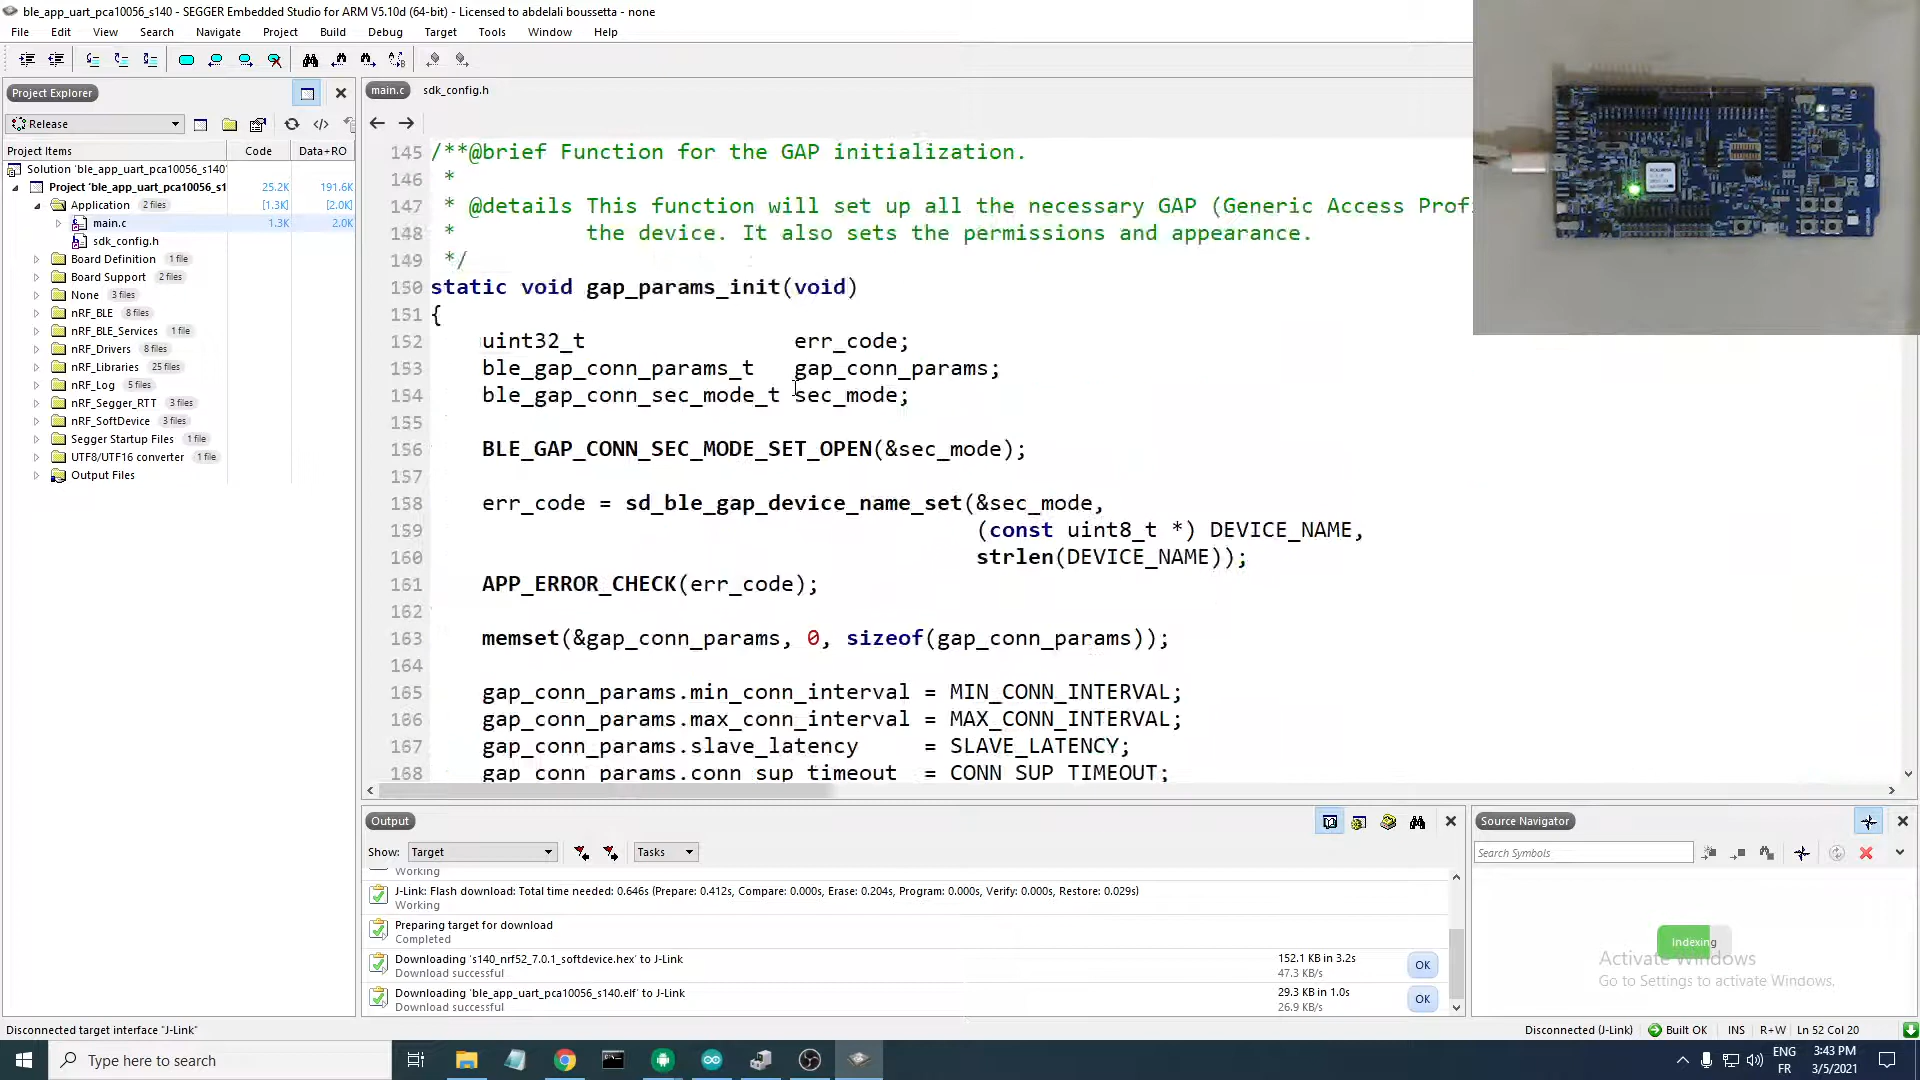 ble_app_uart_pca10056_s140 - SEGGER Embedded Studio for ARM V5.10d (64-bit) - Licensed to abdelali boussetta - none
File Edit View Search Navigate Project Build Debug Target Tools Window Help
Project Explorer
main.c sdk_config.h
Release
Project Items Code Data+RO
Solution 'ble_app_uart_pca10056_s140'
Project 'ble_app_uart_pca10056_s1 25.2K 191.6K
Application 2 files [1.3K] [2.0K]
main.c 1.3K 2.0K
sdk_config.h
Board Definition 1 file
Board Support 2 files
None 3 files
nRF_BLE 8 files
nRF_BLE_Services 1 file
nRF_Drivers 8 files
nRF_Libraries 25 files
nRF_Log 5 files
nRF_Segger_RTT 3 files
nRF_SoftDevice 3 files
Segger Startup Files 1 file
UTF8/UTF16 converter 1 file
Output Files
145 /**@brief Function for the GAP initialization.
146 *
147 * @details This function will set up all the necessary GAP (Generic Access Prof
148 * the device. It also sets the permissions and appearance.
149 */
150 static void gap_params_init(void)
151 {
152 uint32_t err_code;
153 ble_gap_conn_params_t gap_conn_params;
154 ble_gap_conn_sec_mode_t sec_mode;
155
156 BLE_GAP_CONN_SEC_MODE_SET_OPEN(&sec_mode);
157
158 err_code = sd_ble_gap_device_name_set(&sec_mode,
159 (const uint8_t *) DEVICE_NAME,
160 strlen(DEVICE_NAME));
161 APP_ERROR_CHECK(err_code);
162
163 memset(&gap_conn_params, 0, sizeof(gap_conn_params));
164
165 gap_conn_params.min_conn_interval = MIN_CONN_INTERVAL;
166 gap_conn_params.max_conn_interval = MAX_CONN_INTERVAL;
167 gap_conn_params.slave_latency = SLAVE_LATENCY;
168 gap_conn_params.conn_sup_timeout = CONN_SUP_TIMEOUT;
Output
Show: Target Tasks
Working
J-Link: Flash download: Total time needed: 0.646s (Prepare: 0.412s, Compare: 0.000s, Erase: 0.204s, Program: 0.000s, Verify: 0.000s, Restore: 0.029s)
Working
Preparing target for download
Completed
Downloading 's140_nrf52_7.0.1_softdevice.hex' to J-Link 152.1 KB in 3.2s OK
Download successful 47.3 KB/s
Downloading 'ble_app_uart_pca10056_s140.elf' to J-Link 29.3 KB in 1.0s OK
Download successful 26.9 KB/s
Source Navigator
Search Symbols
Indexing
Activate Windows
Go to Settings to activate Windows.
Disconnected target interface "J-Link" Disconnected (J-Link) Built OK INS R+W Ln 52 Col 20
Type here to search
ENG
FR
3:43 PM
3/5/2021